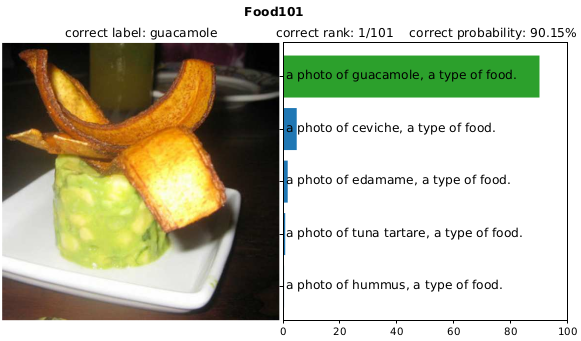 Food101
correct label: guacamole
correct rank: 1/101 correct probability: 90.15%
a photo of guacamole, a type of food.
a photo of ceviche, a type of food.
a photo of edamame, a type of food.
a photo of tuna tartare, a type of food.
a photo of hummus, a type of food.
0 20 40 60 80 100